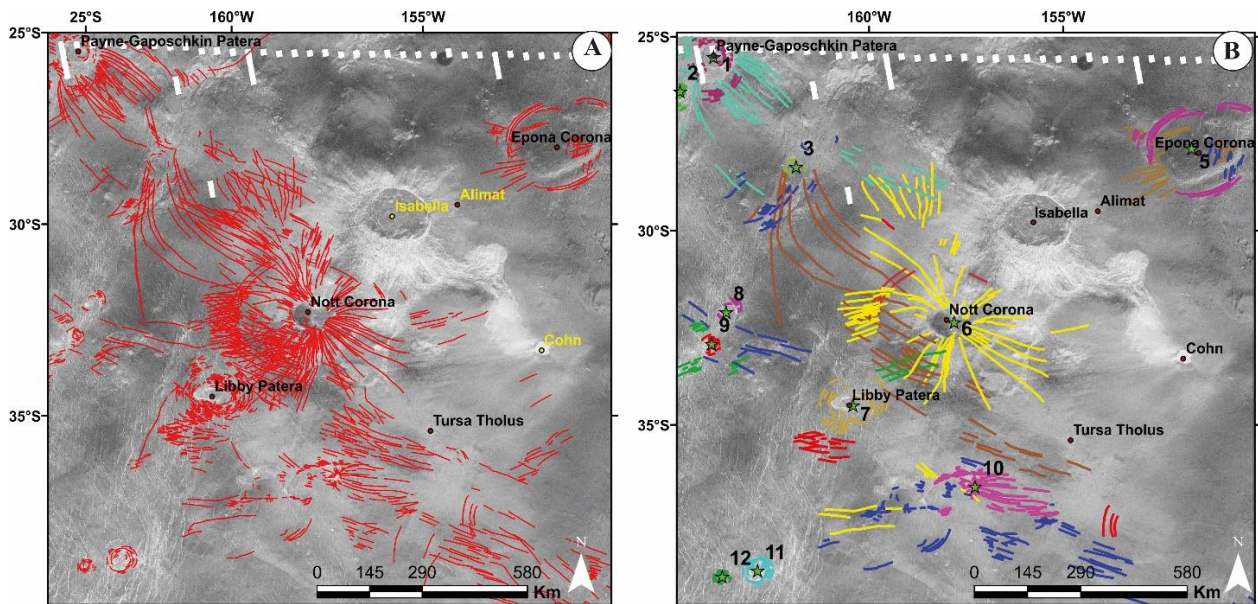 25°S 160°W 155°W
A
25°S
Payne-Gaposchkin Patera
Epona Corona
Alimat
Isabella
30°S
Nott Corona
Cohn
Libby Patera
35°S
Tursa Tholus
N
0 145 290 580
Km
160°W 155°W
B
25°S
Payne-Gaposchkin Patera
2 1
3
Epona Corona
5
Alimat
Isabella
30°S
8
Nott Corona
9
6
Cohn
Libby Patera
7
35°S
Tursa Tholus
10
12 11
N
0 145 290 580
Km